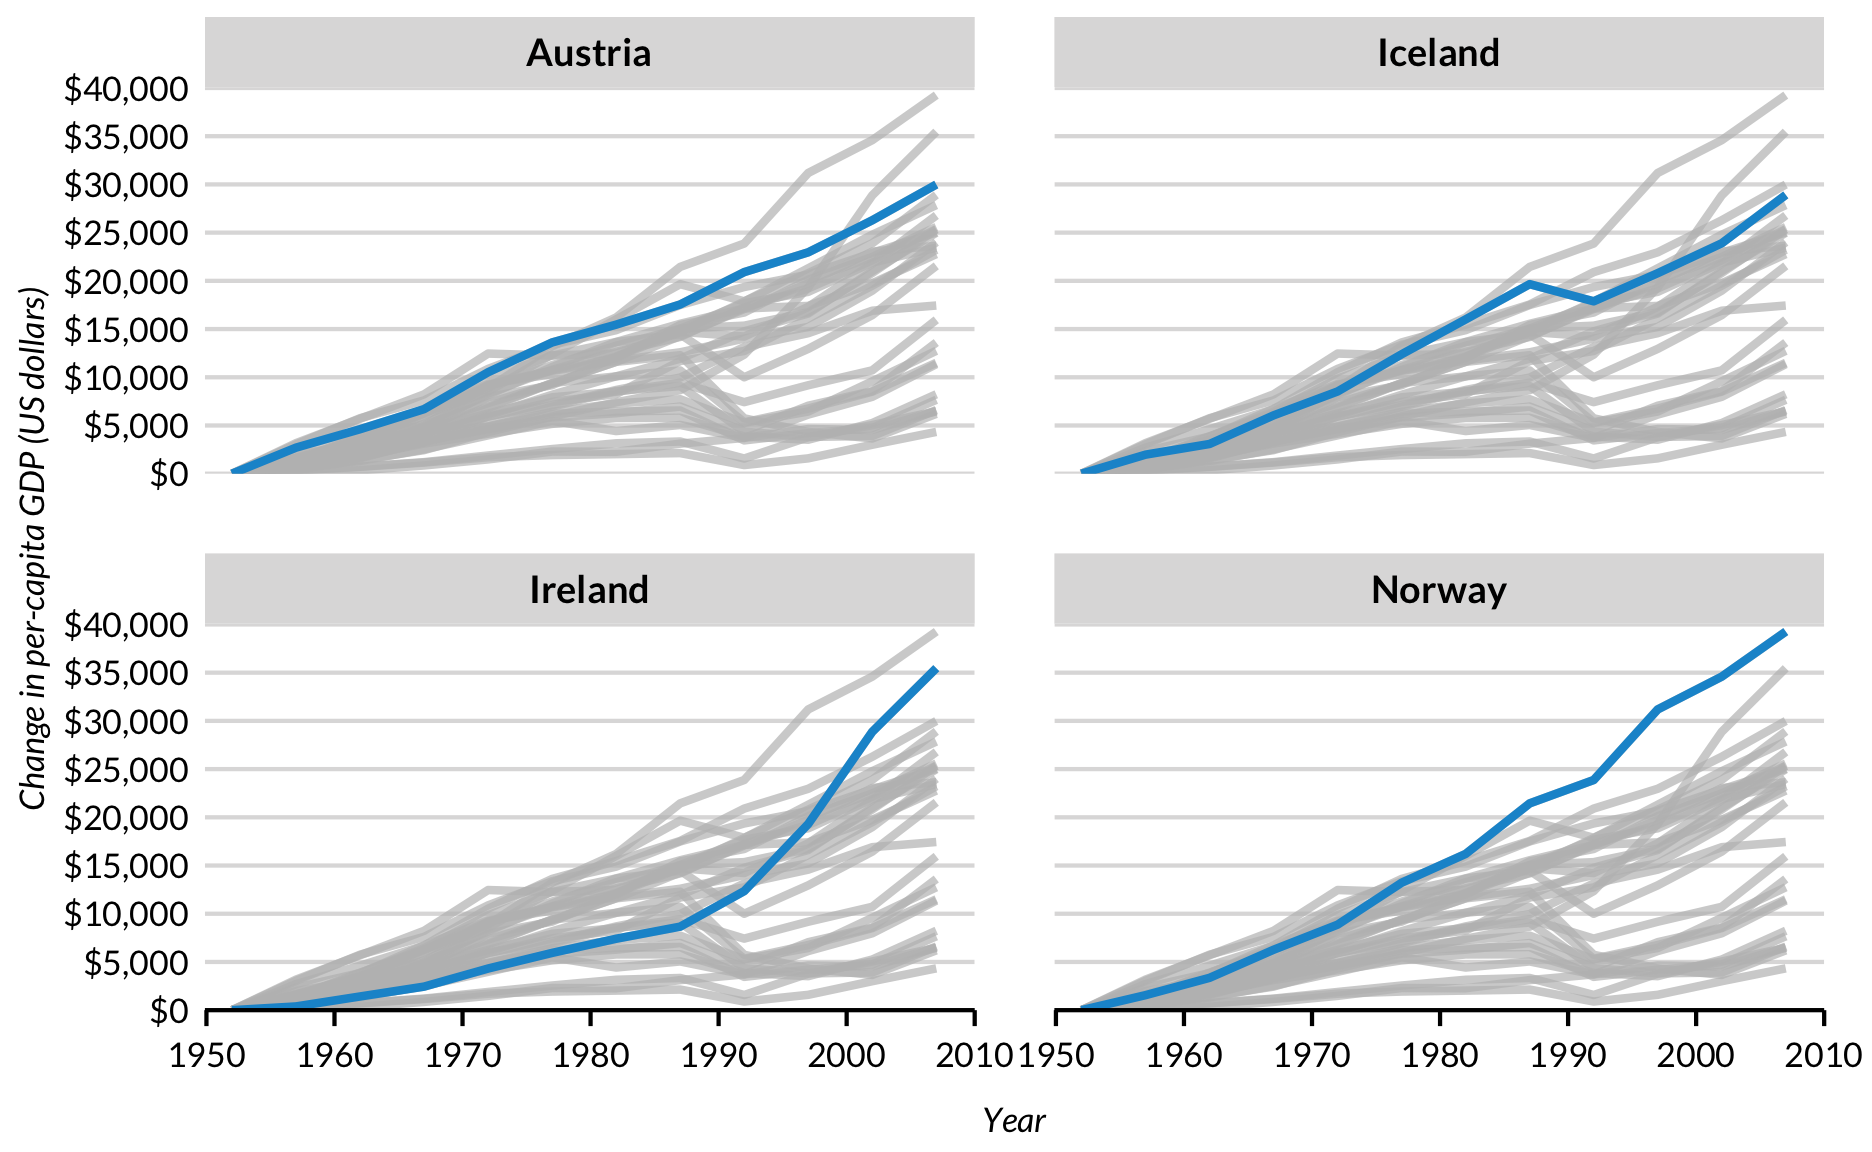 Austria
Iceland
$40,000
$35,000
$30,000
$25,000
$20,000
$15,000
$10,000
$5,000
$0
Change in per-capita GDP (US dollars)
Ireland
Norway
$40,000
$35,000
$30,000
$25,000
$20,000
$15,000
$10,000
$5,000
$0
1950 1960 1970 1980 1990 2000 2010 1950 1960 1970 1980 1990 2000 2010
Year